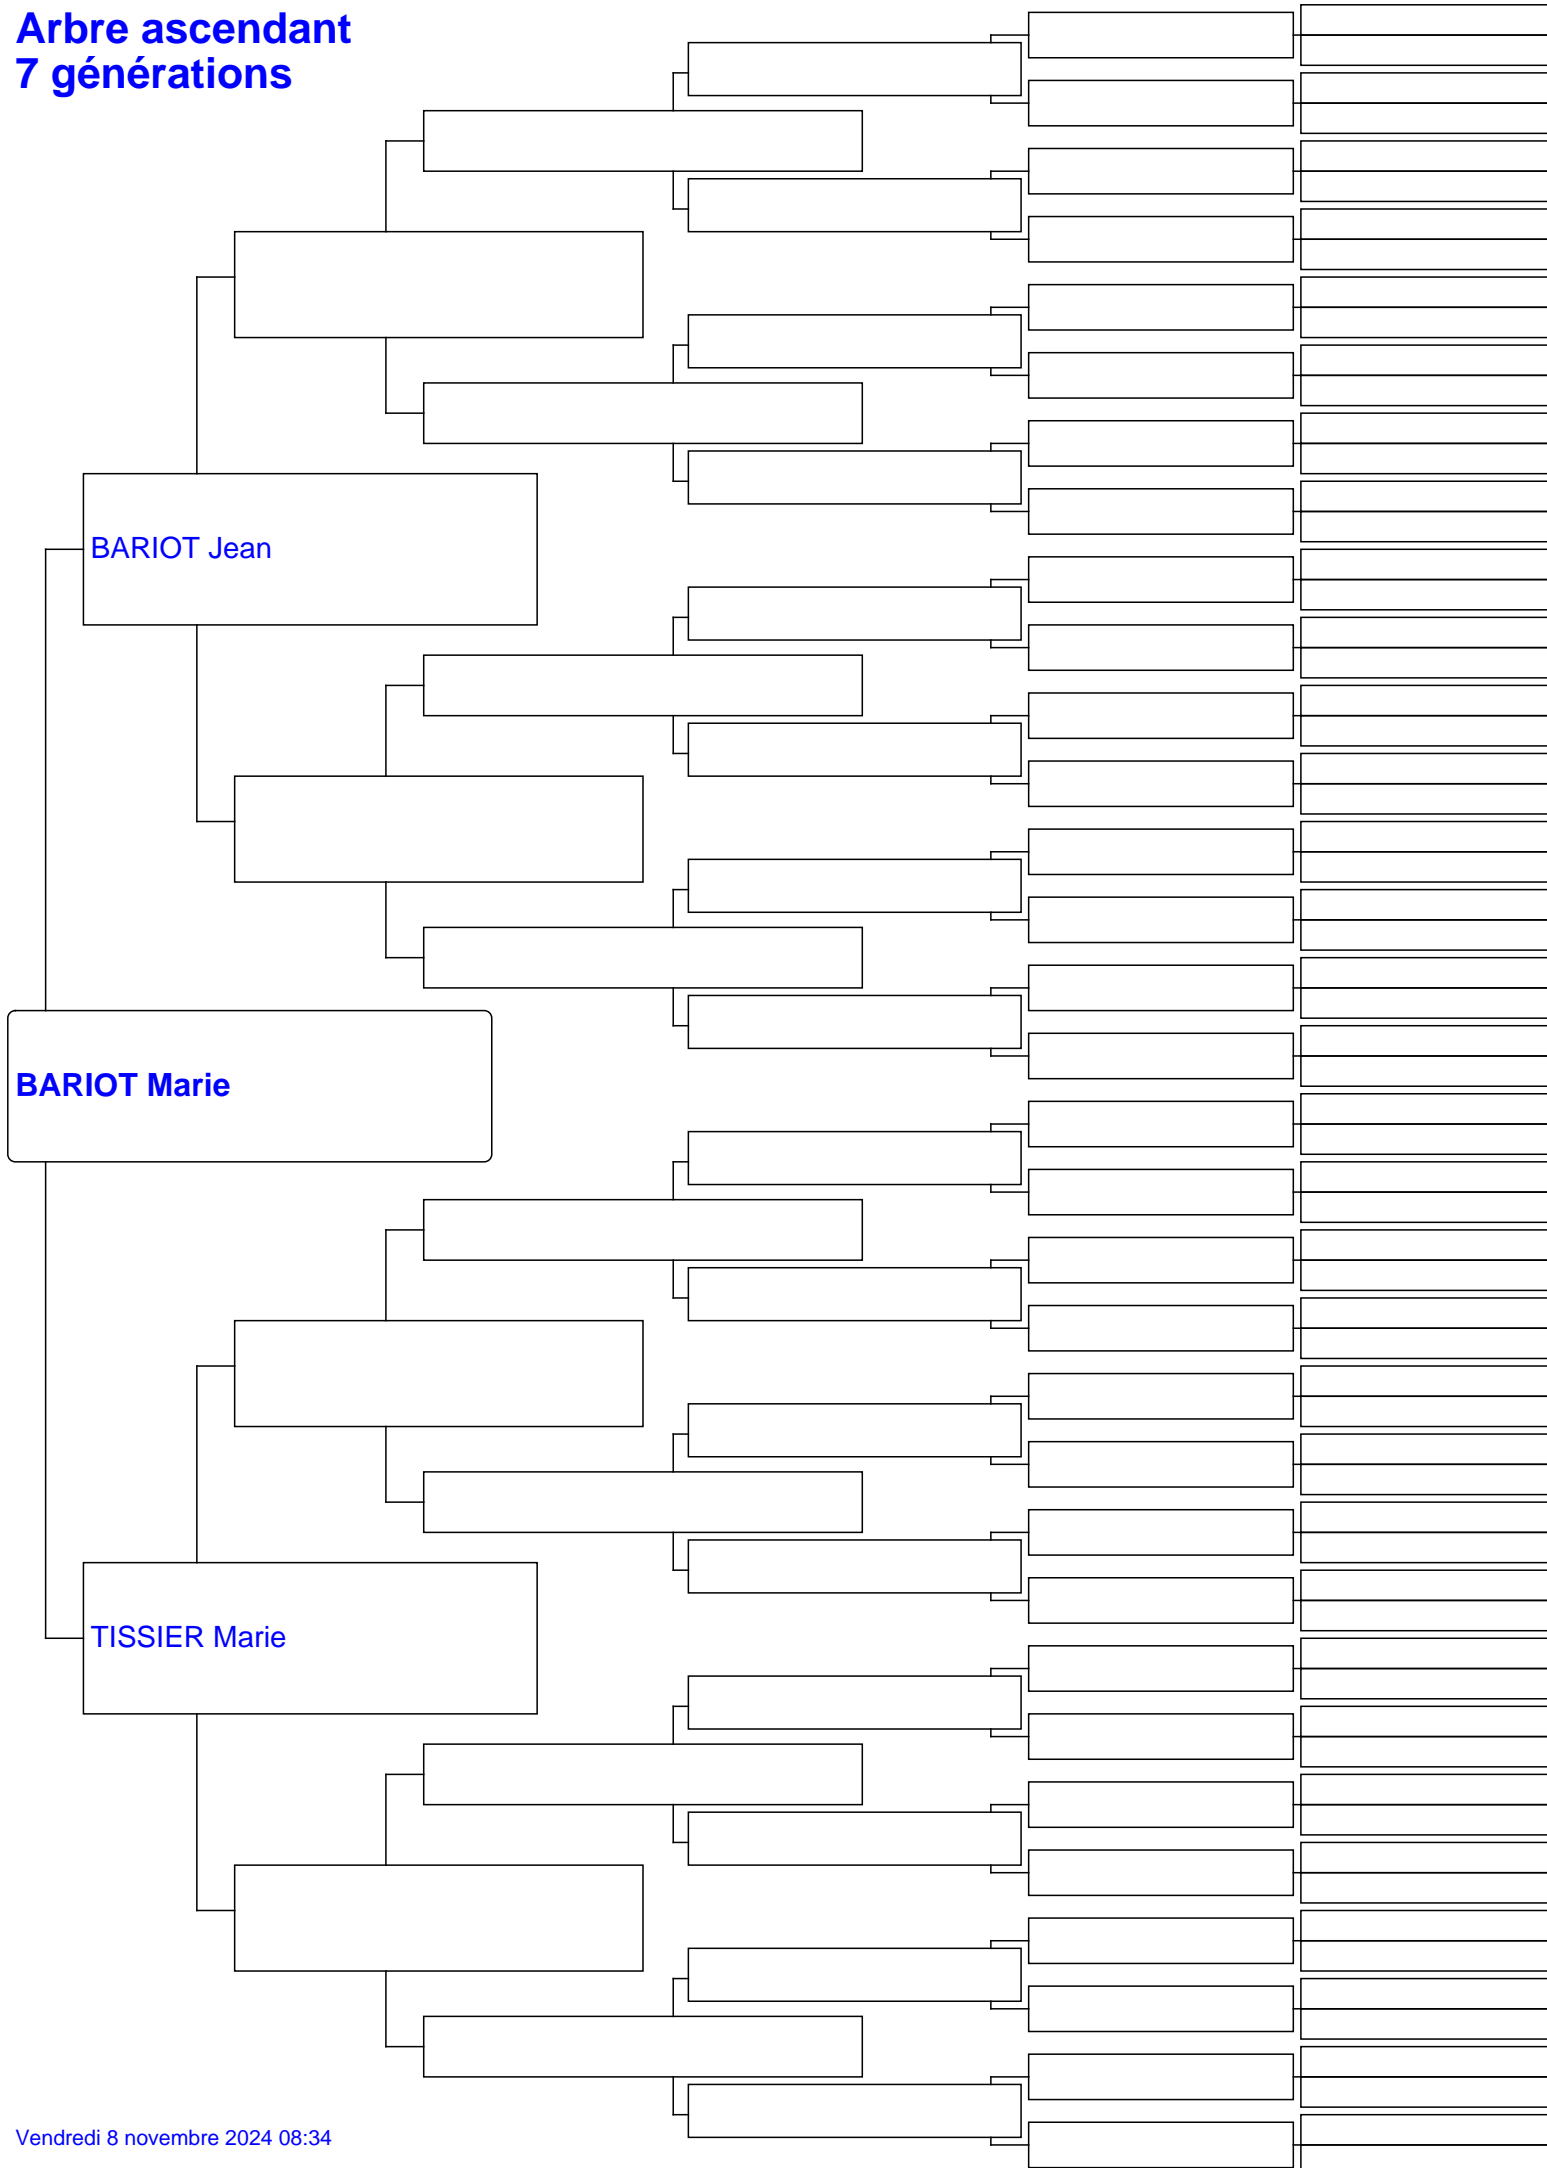 Arbre ascendant
7 générations
BARIOT Jean
BARIOT Marie
TISSIER Marie
Vendredi 8 novembre 2024 08:34